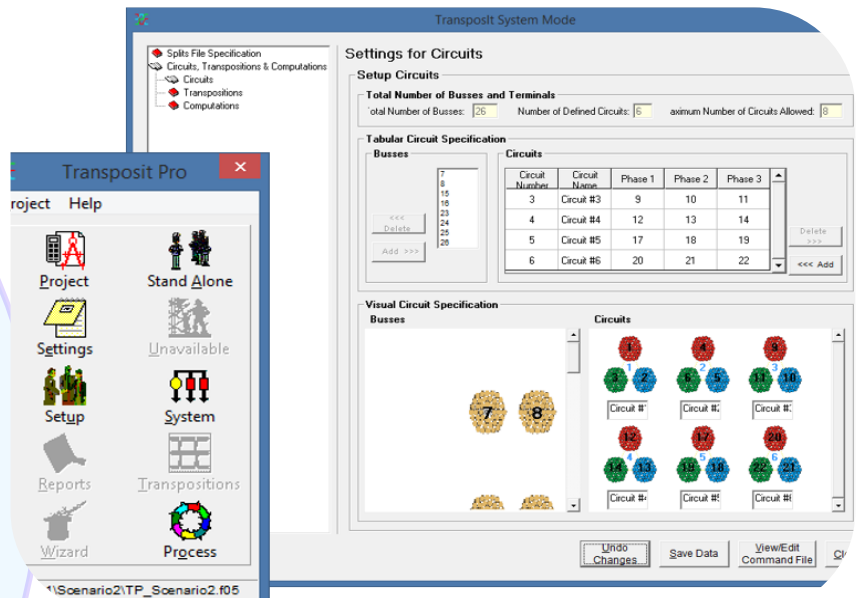 TransposIt System Mode
Splits File Specification
Circuits, Transpositions & Computations
Circuits
Transpositions
Computations
Settings for Circuits
Setup Circuits
Total Number of Busses and Terminals
otal Number of Busses: 26 Number of Defined Circuits: 6 aximum Number of Circuits Allowed: 8
Tabular Circuit Specification
Busses
7
8
15
16
23
24
25
26
<<<
Delete
Add >>>
Circuits
Circuit Number Circuit Name Phase 1 Phase 2 Phase 3
3 Circuit #3 9 10 11
4 Circuit #4 12 13 14
5 Circuit #5 17 18 19
6 Circuit #6 20 21 22
Delete
>>>
<<< Add
Visual Circuit Specification
Busses
7 8
Circuits
1 4 9
1 2 3
3 2 6 5 11 10
Circuit #' Circuit #; Circuit #:
12 17 20
4 5 6
14 13 19 18 22 21
Circuit #4 Circuit #5 Circuit #6
Undo Changes
Save Data
View/Edit Command File
Clo
Transposit Pro
roject Help
Project Stand Alone
Settings Unavailable
Setup System
Reports Transpositions
Wizard Process
1\Scenario2\TP_Scenario2.f05